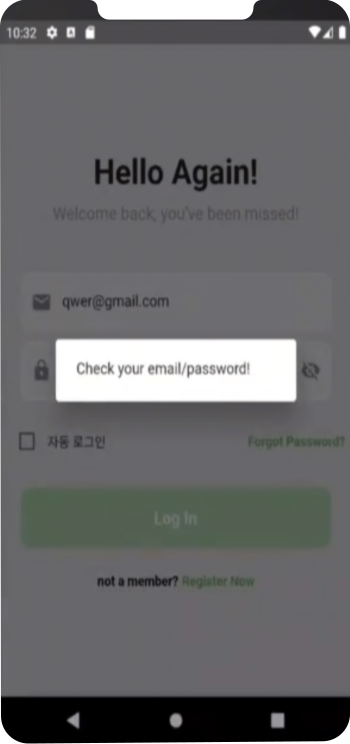 10:32
Hello Again!
Welcome back, you've been missed!
qwer@gmail.com
Check your email/password!
자동 로그인 Forgot Password?
Log In
not a member? Register Now